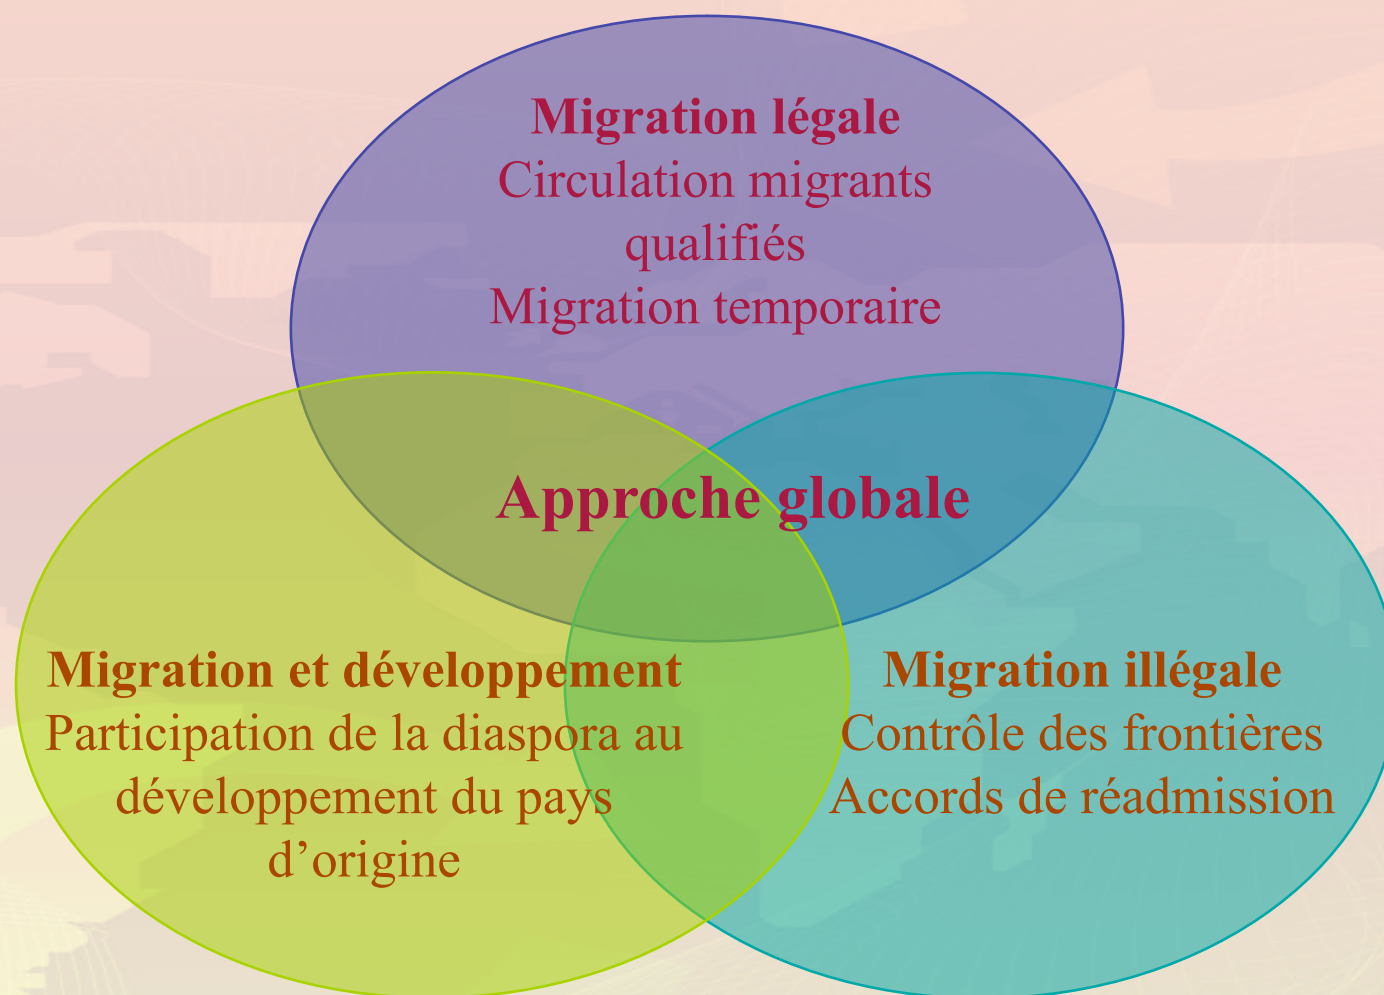 Migration légale
Circulation migrants
qualifiés
Migration temporaire
Approche globale
Migration et développement
Participation de la diaspora au
développement du pays
d’origine
Migration illégale
Contrôle des frontières
Accords de réadmission